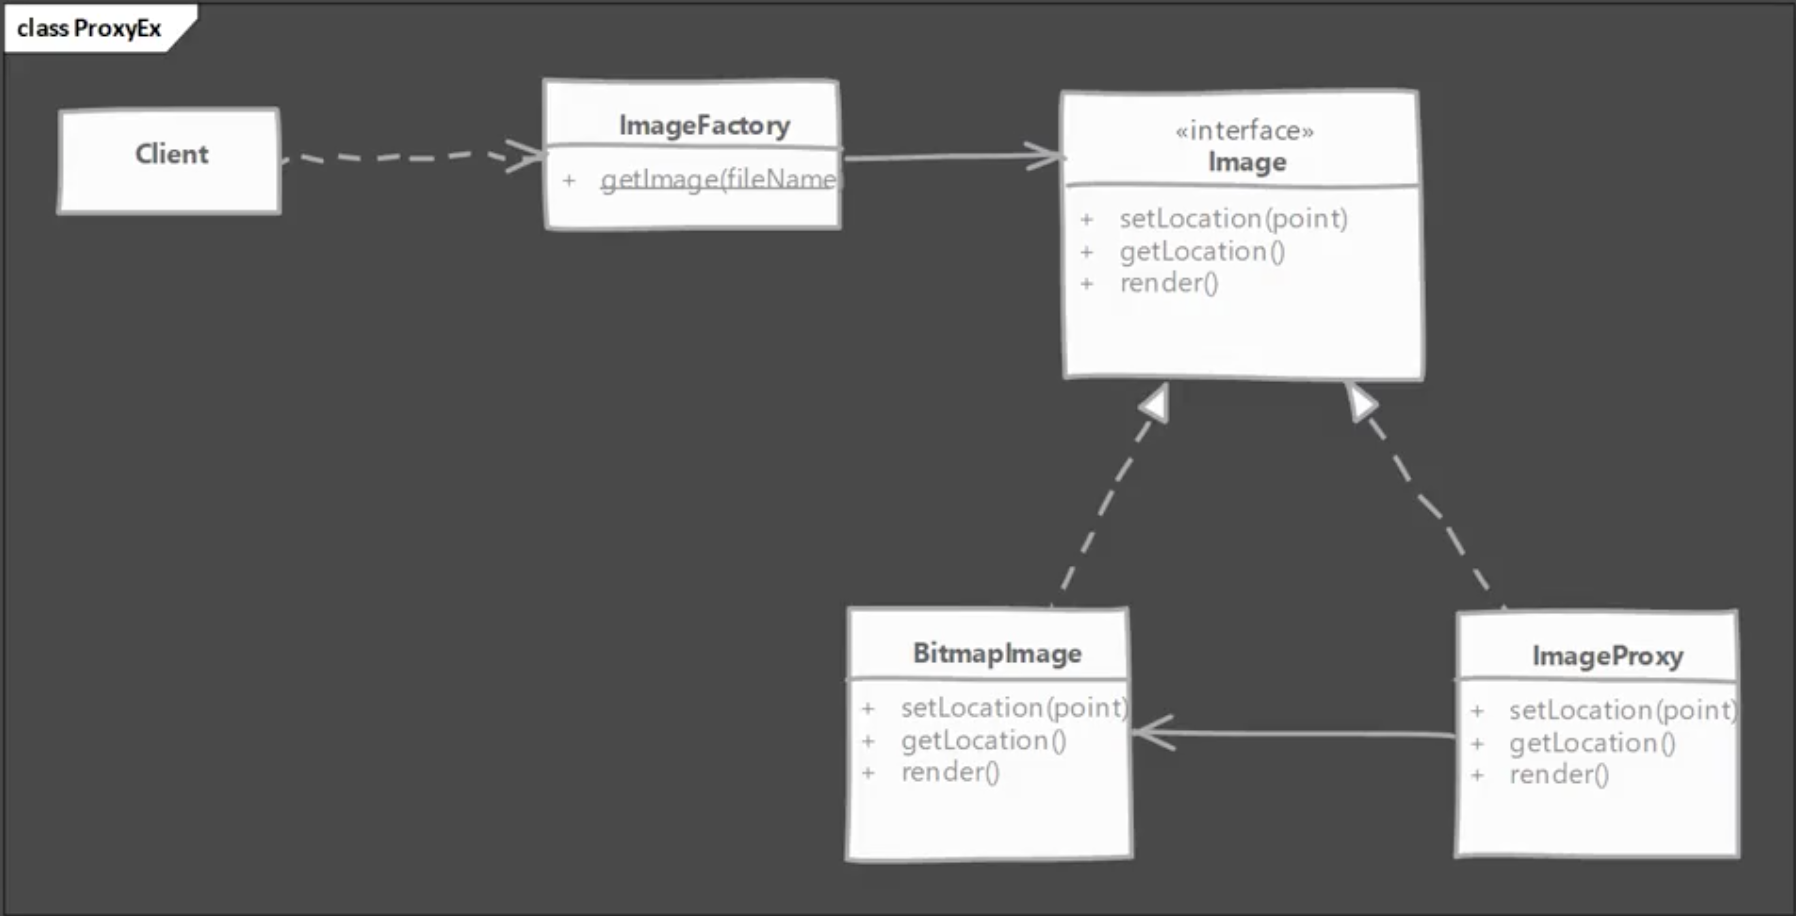 class ProxyEx
Client
ImageFactory
+ getImage(fileName
«interface»
Image
+ setLocation(point)
+ getLocation()
+ render()
BitmapImage
+ setLocation(point)
+ getLocation()
+ render()
ImageProxy
+ setLocation(point)
+ getLocation()
+ render()